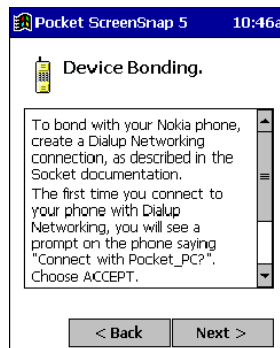 Pocket ScreenSnap 5 10:46a
Device Bonding.
To bond with your Nokia phone,
create a Dialup Networking
connection, as described in the
Socket documentation.
The first time you connect to
your phone with Dialup
Networking, you will see a
prompt on the phone saying
"Connect with Pocket_PC?".
Choose ACCEPT.
< Back Next >